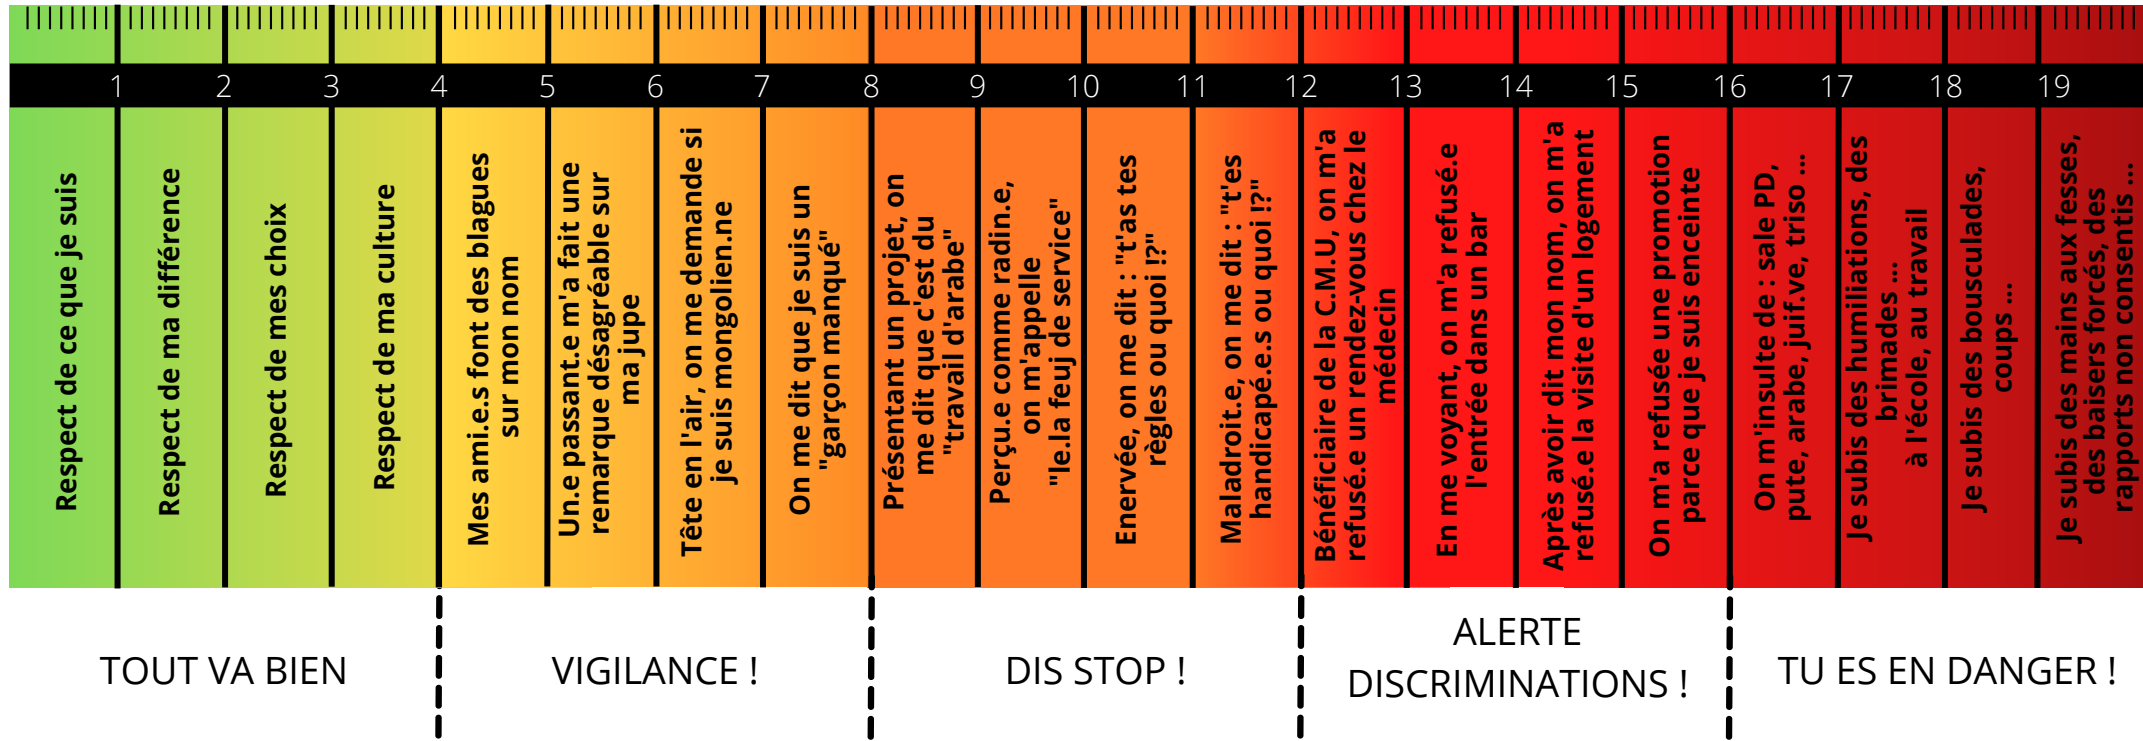 1 2 3 4 5 6 7 8 9 10 11 12 13 14 15 16 17 18 19
Respect de ce que je suis
Respect de ma différence
Respect de mes choix
Respect de ma culture
Mes ami.e.s font des blagues
sur mon nom
Un.e passant.e m'a fait une
remarque désagréable sur
ma jupe
Tête en l'air, on me demande si
je suis mongolien.ne
On me dit que je suis un
"garçon manqué"
Présentant un projet, on
me dit que c'est du
"travail d'arabe"
Perçu.e comme radin.e,
on m'appelle
"le.la feuj de service"
Enervée, on me dit : "t'as tes
règles ou quoi !?"
Maladroit.e, on me dit : "t'es
handicapé.e.s ou quoi !?"
Bénéficiaire de la C.M.U, on m'a
refusé.e un rendez-vous chez le
médecin
En me voyant, on m'a refusé.e
l'entrée dans un bar
Après avoir dit mon nom, on m'a
refusé.e la visite d'un logement
On m'a refusée une promotion
parce que je suis enceinte
On m'insulte de : sale PD,
pute, arabe, juif.ve, triso ...
Je subis des humiliations, des
brimades ...
à l'école, au travail
Je subis des bousculades,
coups ...
Je subis des mains aux fesses,
des baisers forcés, des
rapports non consentis ...
TOUT VA BIEN
VIGILANCE !
DIS STOP !
ALERTE
DISCRIMINATIONS !
TU ES EN DANGER !